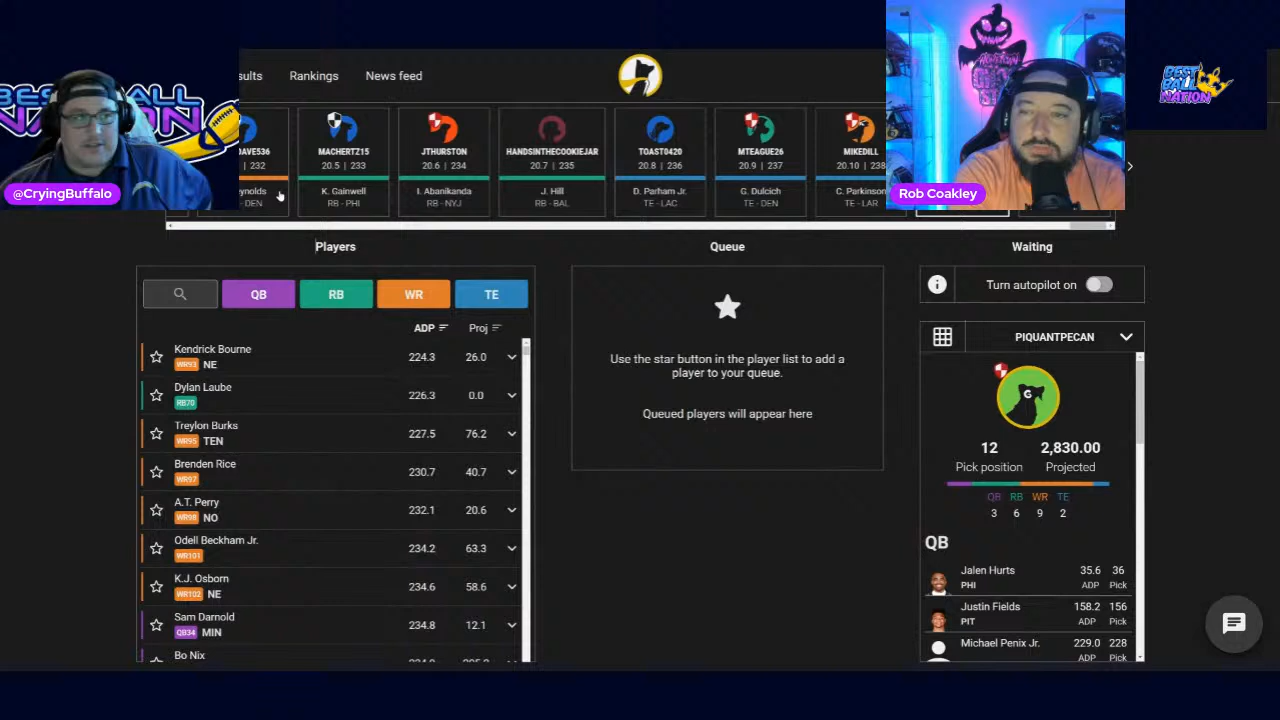 BES BALL
NATION
@CryingBuffalo
sults
Rankings
News feed
BEST
BALL
NATION
Rob Coakley
DAVE536
| 232
eynolds
- DEN
MACHERTZ15
20.5 | 233
K. Gainwell
RB - PHI
JTHURSTON
20.6 | 234
I. Abanikanda
RB - NYJ
HANDSINTHECOOKIEJAR
20.7 | 235
J. Hill
RB - BAL
TOAST0420
20.8 | 236
D. Parham Jr.
TE - LAC
MTEAGUE26
20.9 | 237
G. Dulcich
TE - DEN
MIKEDILL
20.10 | 238
C. Parkinson
TE - LAR
Players
QB
RB
WR
TE
ADP
Proj
Kendrick Bourne
WR93 NE
224.3
26.0
Dylan Laube
RB70
226.3
0.0
Treylon Burks
WR95 TEN
227.5
76.2
Brenden Rice
WR97
230.7
40.7
A.T. Perry
WR98 NO
232.1
20.6
Odell Beckham Jr.
WR101
234.2
63.3
K.J. Osborn
WR102 NE
234.6
58.6
Sam Darnold
QB34 MIN
234.8
12.1
Bo Nix
Queue
Use the star button in the player list to add a
player to your queue.
Queued players will appear here
Waiting
Turn autopilot on
PIQUANTPECAN
G
12
Pick position
2,830.00
Projected
QB RB WR TE
3 6 9 2
QB
Jalen Hurts
PHI
35.6
ADP
36
Pick
Justin Fields
PIT
158.2
ADP
156
Pick
Michael Penix Jr.
229.0
ADP
228
Pick